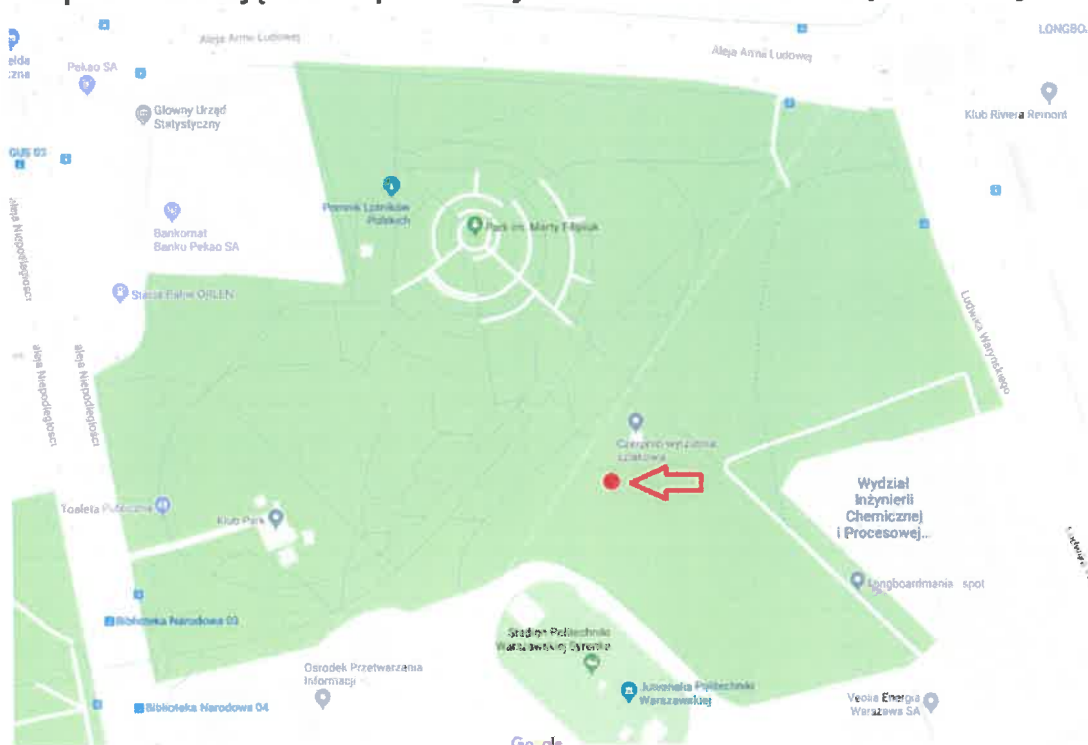 Aleja Armii Ludowej
Aleja Armii Ludowej
LONGBO
Pekao SA
Główny Urząd
Statystyczny
Klub Riviera Remont
GUS 03
aleja Niepodległości
Pomnik Lotników
Polskich
Park im. Marty Filipiuk
Bankomat
Banku Pekao SA
Stacja Paliw ORLEN
Ludwika Waryńskiego
aleja Niepodległości
aleja Niepodległości
Wydział
Inżynierii
Chemicznej
i Procesowej...
Toaleta Publiczna
Klub Park
Longboardmania spot
Biblioteka Narodowa 03
Stadion Politechniki
Warszawskiej Syrenka
Ośrodek Przetwarzania
Informacji
Juwenalia Politechniki
Warszawskiej
Veolia Energia
Warszawa SA
Biblioteka Narodowa 04
Google